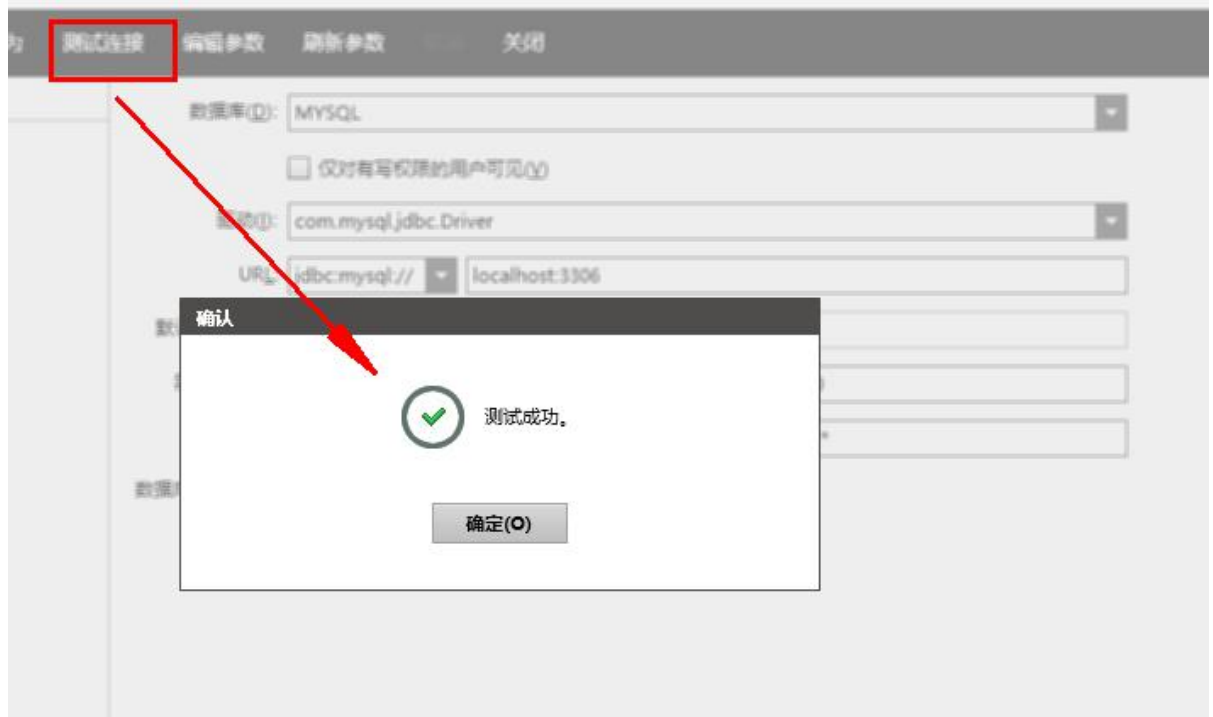 测试连接 编辑参数 刷新参数 关闭
数据库(D): MYSQL
仅对有写权限的用户可见(V)
驱动(I): com.mysql.jdbc.Driver
URL: jdbc:mysql:// localhost:3306
确认
测试成功。
确定(O)